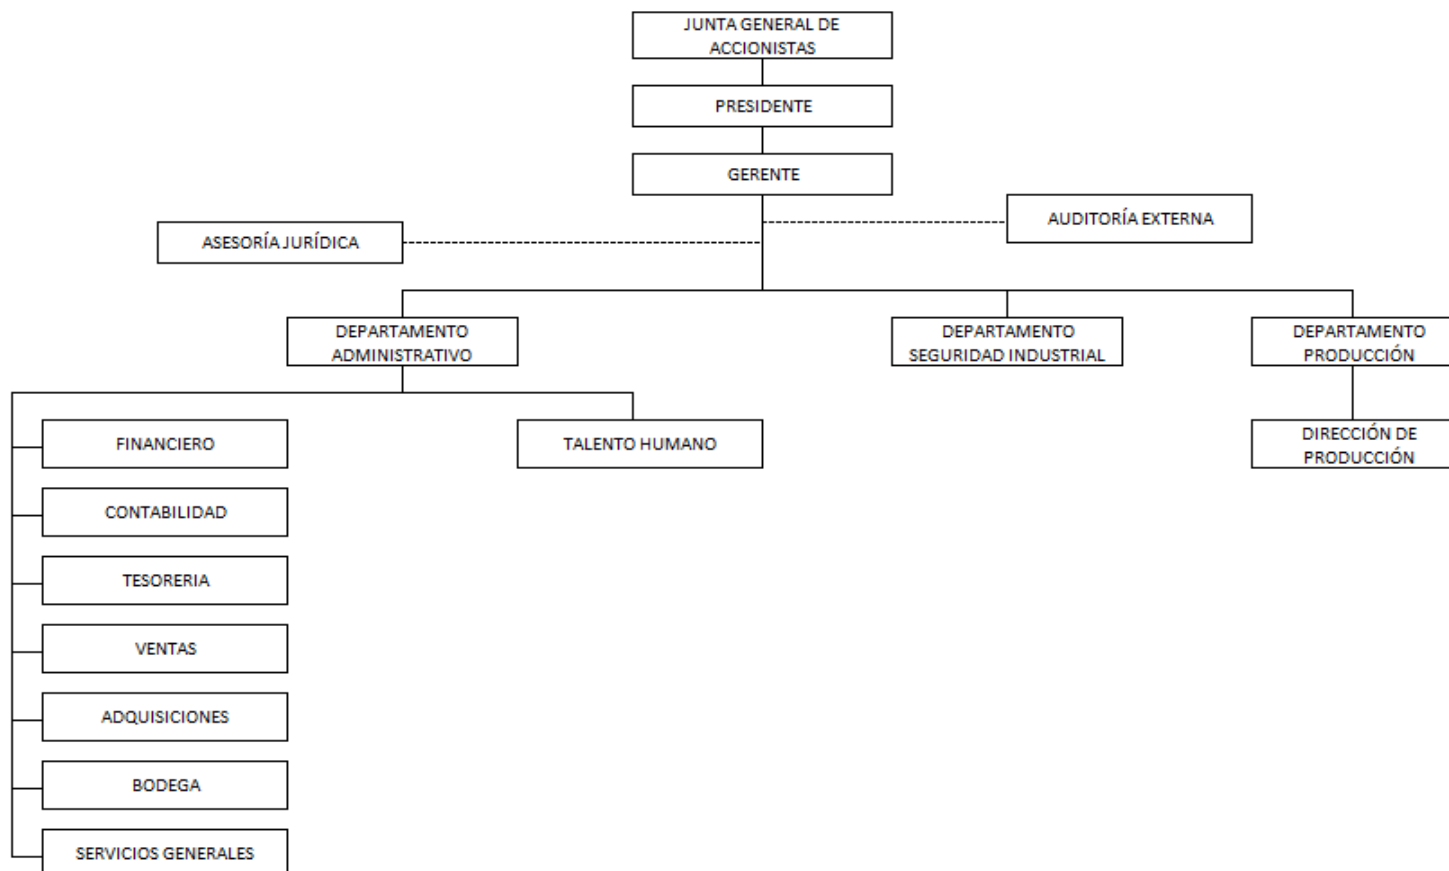 JUNTA GENERAL DE
ACCIONISTAS
PRESIDENTE
GERENTE
AUDITORÍA EXTERNA
ASESORÍA JURÍDICA
DEPARTAMENTO
ADMINISTRATIVO
DEPARTAMENTO
SEGURIDAD INDUSTRIAL
DEPARTAMENTO
PRODUCCIÓN
FINANCIERO
TALENTO HUMANO
DIRECCIÓN DE
PRODUCCIÓN
CONTABILIDAD
TESORERIA
VENTAS
ADQUISICIONES
BODEGA
SERVICIOS GENERALES